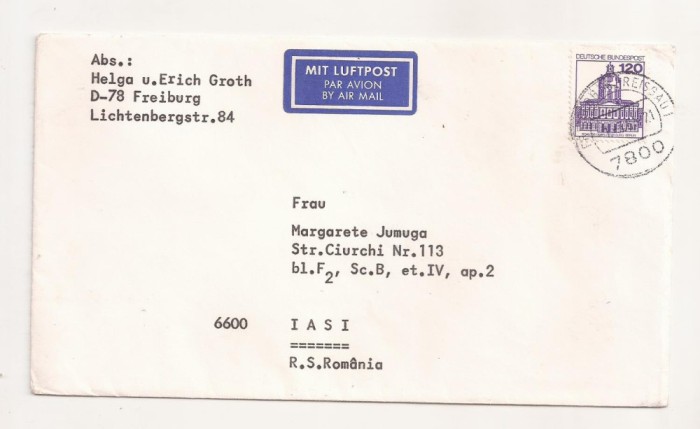 Abs.:
Helga u.Erich Groth
D-78 Freiburg
Lichtenbergstr.84
MIT LUFTPOST
PAR AVION
BY AIR MAIL
DEUTSCHE BUNDESPOST
120
7800
Frau
Margarete Jumuga
Str.Ciurchi Nr.113
bl.F2, Sc.B, et.IV, ap.2
6600 I A S I
=======
R.S.România